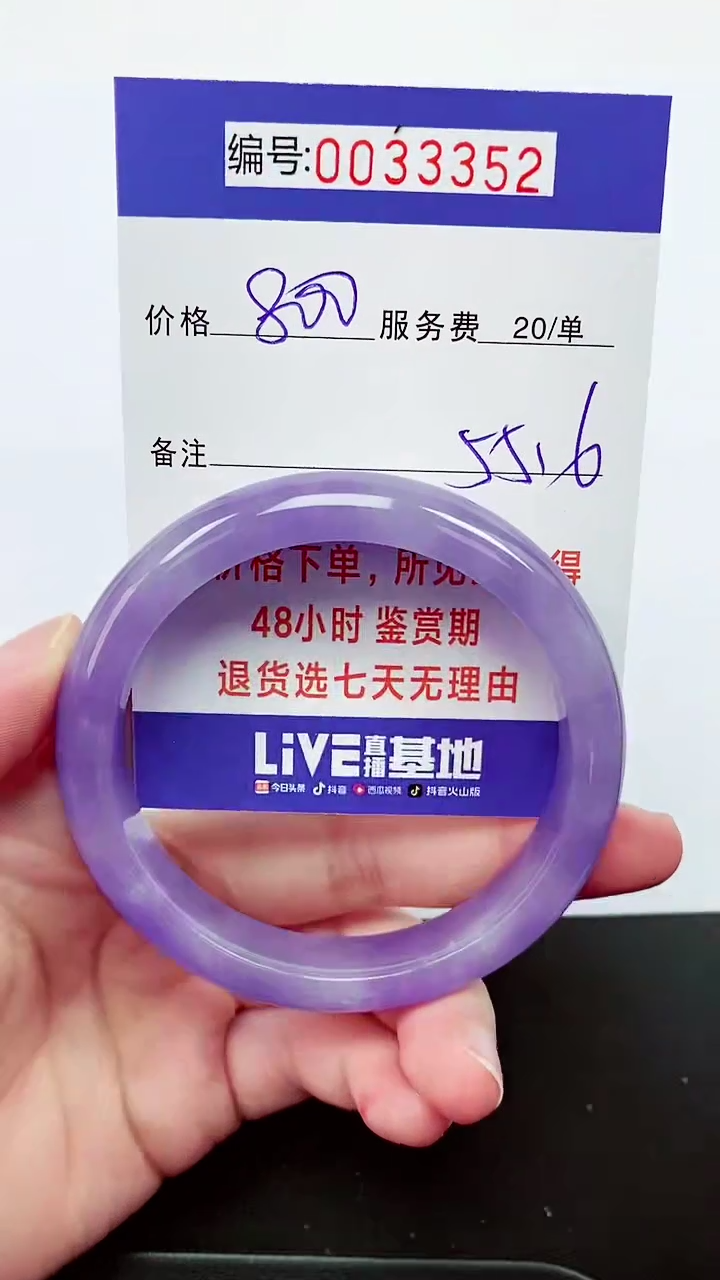 编号:0033352
价格 800 服务费 20/单
备注 55.6
价格下单，所见 得
48小时 鉴赏期
退货选七天无理由
LiVE直播基地
今日头条 抖音 西瓜视频 抖音火山版